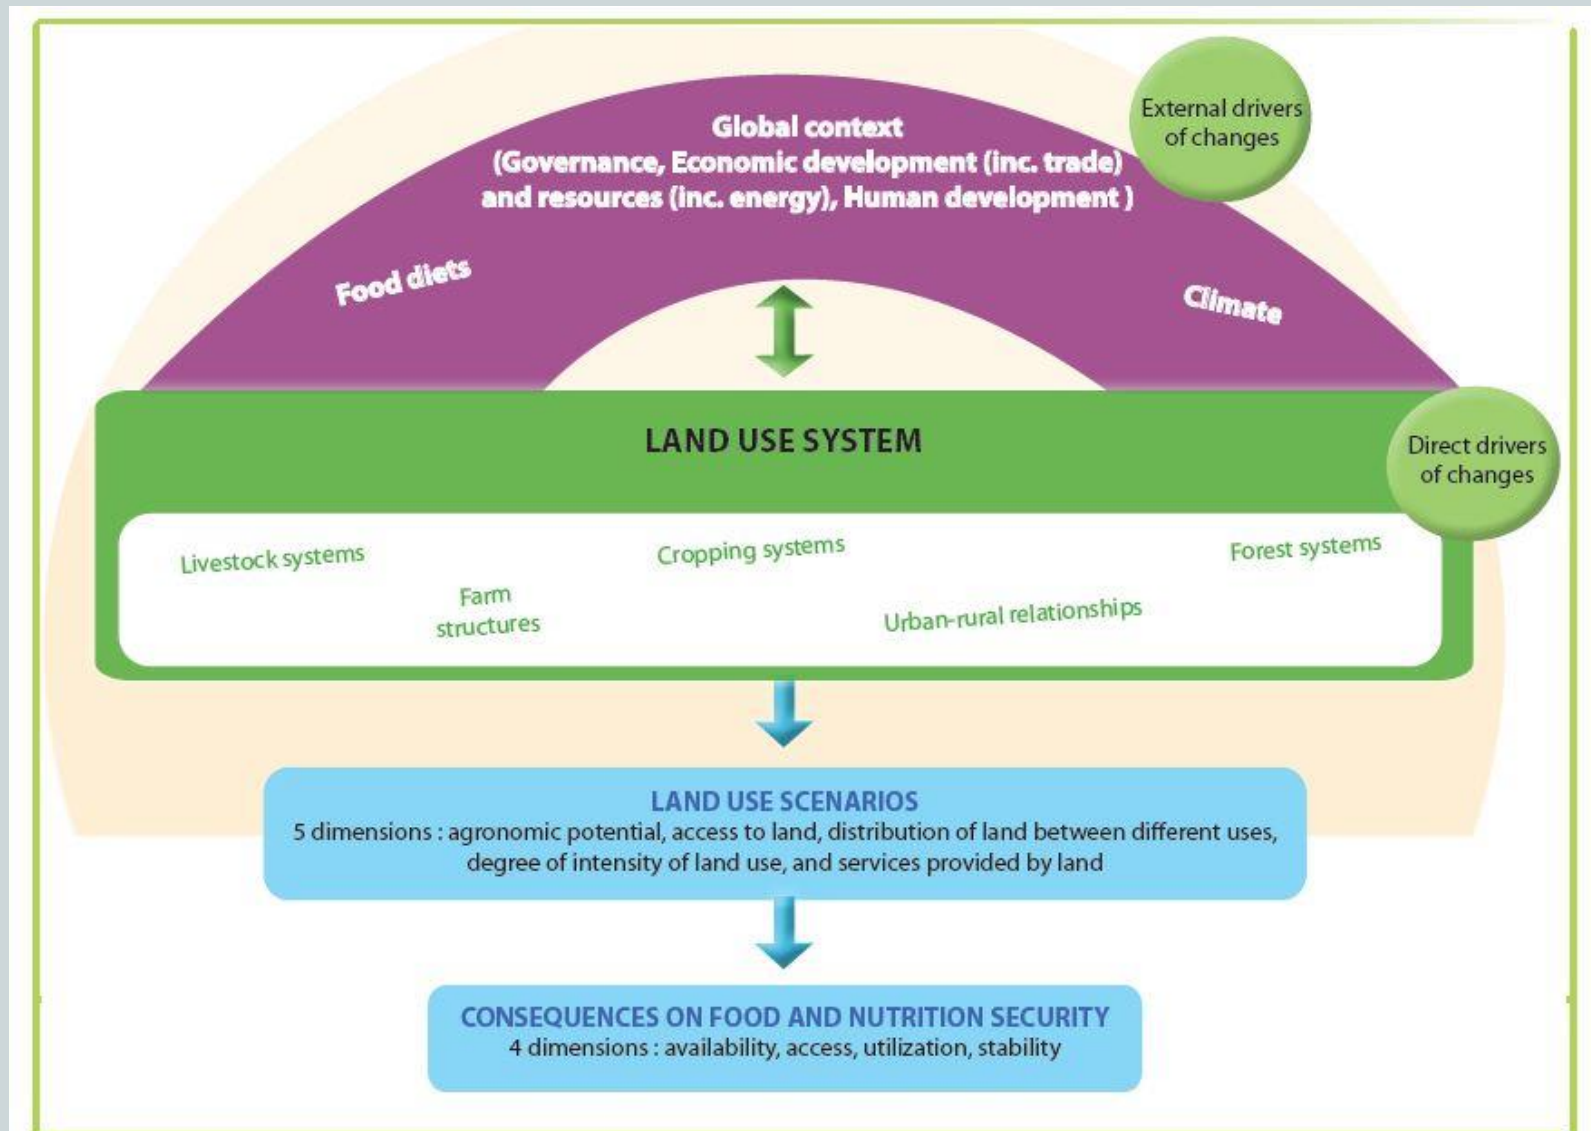 External drivers
of changes
Global context
(Governance, Economic development (inc. trade)
and resources (inc. energy), Human development )
Food diets
Climate
LAND USE SYSTEM
Direct drivers
of changes
Livestock systems
Cropping systems
Forest systems
Farm
structures
Urban-rural relationships
LAND USE SCENARIOS
5 dimensions : agronomic potential, access to land, distribution of land between different uses,
degree of intensity of land use, and services provided by land
CONSEQUENCES ON FOOD AND NUTRITION SECURITY
4 dimensions : availability, access, utilization, stability